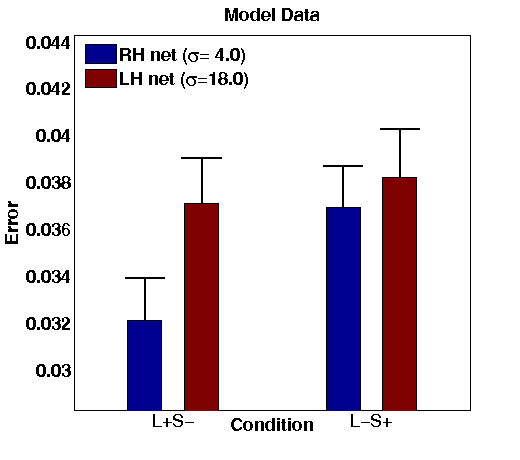 Model Data
RH net (σ= 4.0)
LH net (σ=18.0)
0.044
0.042
0.04
0.038
0.036
0.034
0.032
0.03
Error
L+S−
L−S+
Condition